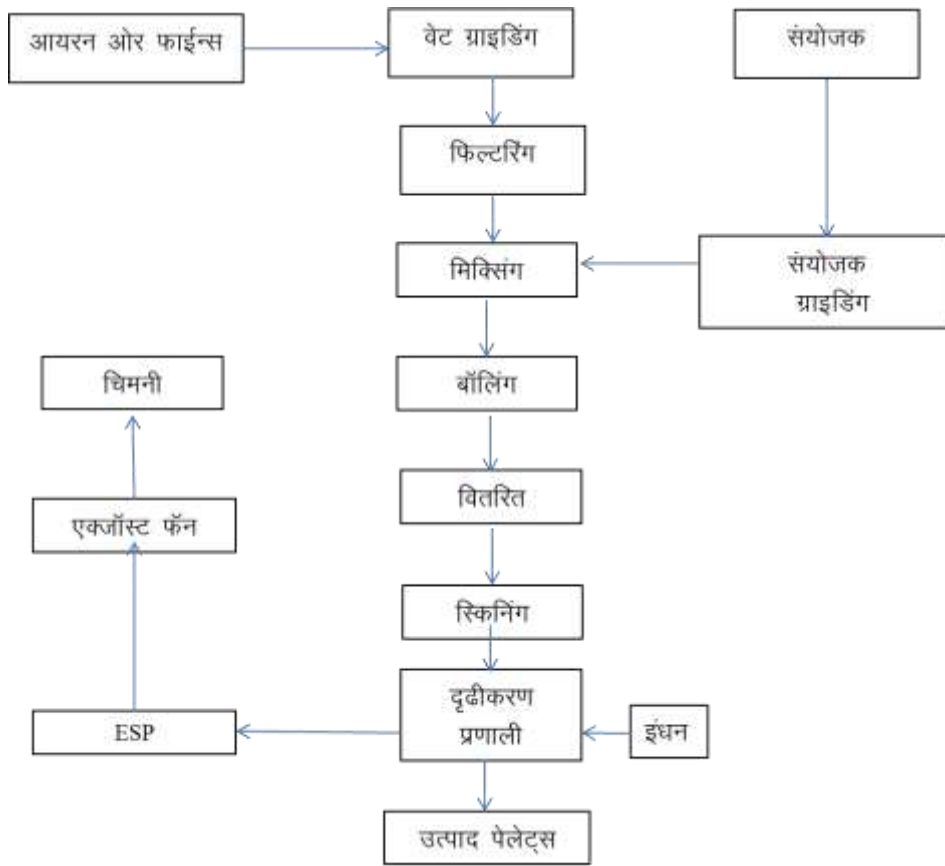 आयरन ओर फाईन्स
वेट ग्राइडिंग
संयोजक
फिल्टरिंग
मिक्सिंग
संयोजक
ग्राइडिंग
बॉलिंग
चिमनी
वितरित
एक्जॉस्ट फॅन
स्किनिंग
दृढीकरण
प्रणाली
इंधन
ESP
उत्पाद पेलेट्स